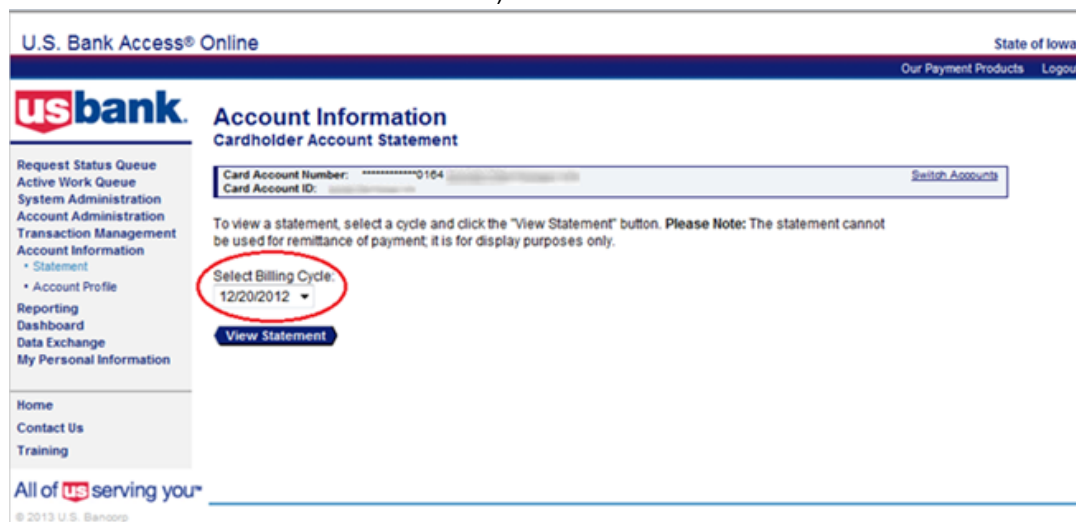 U.S. Bank Access® Online
State of Iowa
Our Payment Products Logou
usbank.
Account Information
Cardholder Account Statement
Request Status Queue
Active Work Queue
System Administration
Account Administration
Transaction Management
Account Information
• Statement
• Account Profile
Reporting
Dashboard
Data Exchange
My Personal Information
Home
Contact Us
Training
All of us serving you℠
© 2013 U.S. Bancorp
Card Account Number: ************0164
Card Account ID:
Switch Accounts
To view a statement, select a cycle and click the "View Statement" button. Please Note: The statement cannot
be used for remittance of payment; it is for display purposes only.
Select Billing Cycle:
12/20/2012
View Statement